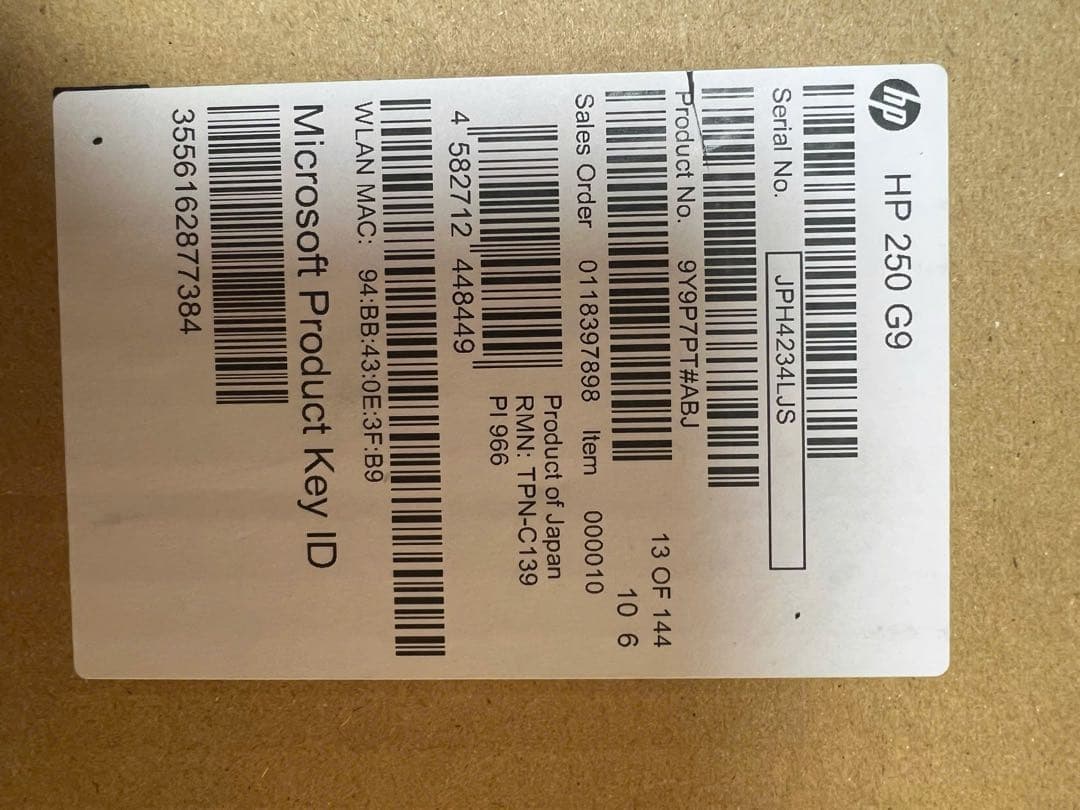 hp HP 250 G9
Serial No. JPH4234LJS
Product No. 9Y9P7PT#ABJ
13 OF 144
10 6
Sales Order 0118397898 Item 000010
Product of Japan
RMN: TPN-C139
PI 966
4 582712 448449
WLAN MAC: 94:BB:43:0E:3F:B9
Microsoft Product Key ID
3556162877384